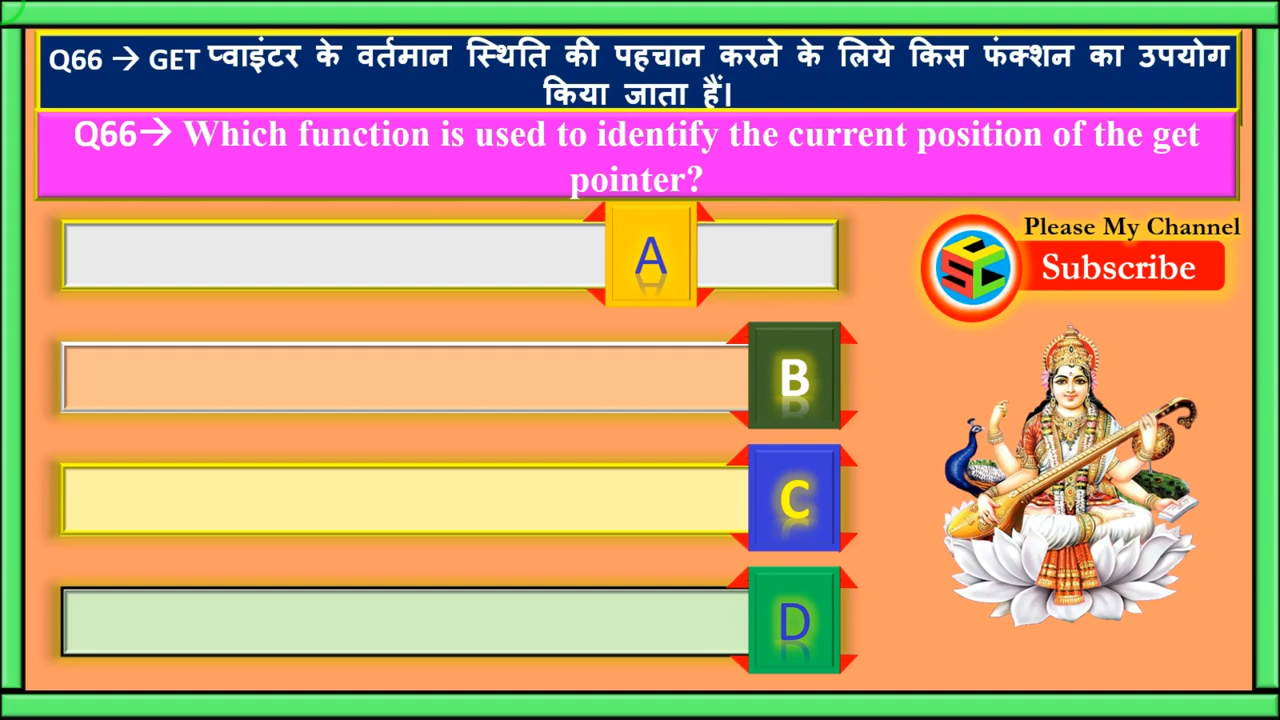 Q66 → GET प्वाइंटर के वर्तमान स्थिति की पहचान करने के लिये किस फंक्शन का उपयोग
किया जाता हैं।
Q66→ Which function is used to identify the current position of the get
pointer?
A
B
C
D
Please My Channel
Subscribe